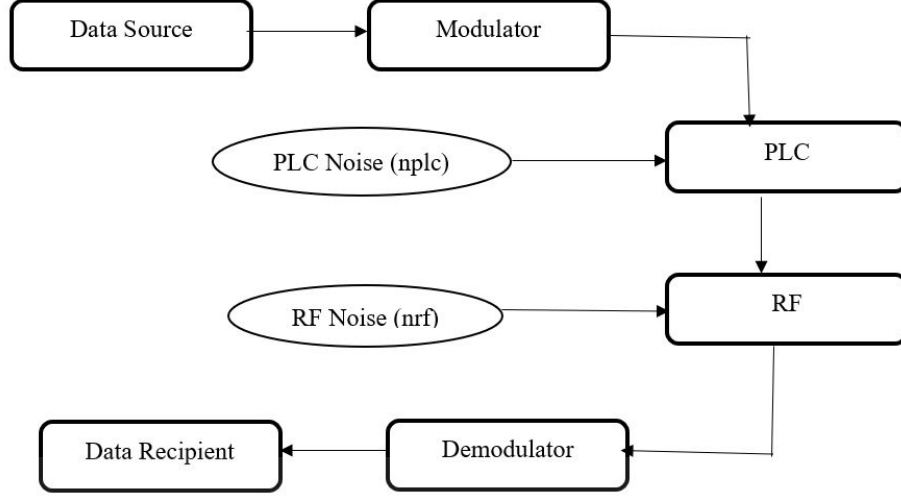 Data Source
Modulator
PLC Noise (nplc)
PLC
RF Noise (nrf)
RF
Data Recipient
Demodulator